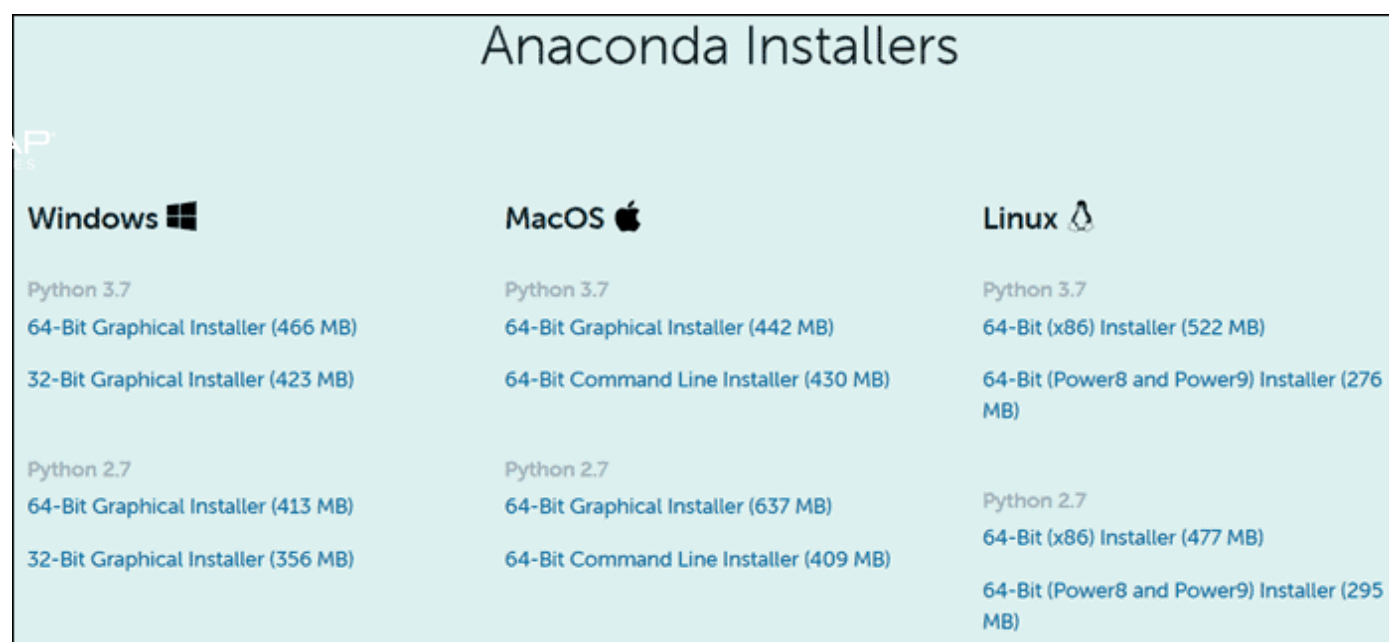 Anaconda Installers
Windows
Python 3.7
64-Bit Graphical Installer (466 MB)
32-Bit Graphical Installer (423 MB)
Python 2.7
64-Bit Graphical Installer (413 MB)
32-Bit Graphical Installer (356 MB)
MacOS
Python 3.7
64-Bit Graphical Installer (442 MB)
64-Bit Command Line Installer (430 MB)
Python 2.7
64-Bit Graphical Installer (637 MB)
64-Bit Command Line Installer (409 MB)
Linux
Python 3.7
64-Bit (x86) Installer (522 MB)
64-Bit (Power8 and Power9) Installer (276
MB)
Python 2.7
64-Bit (x86) Installer (477 MB)
64-Bit (Power8 and Power9) Installer (295
MB)